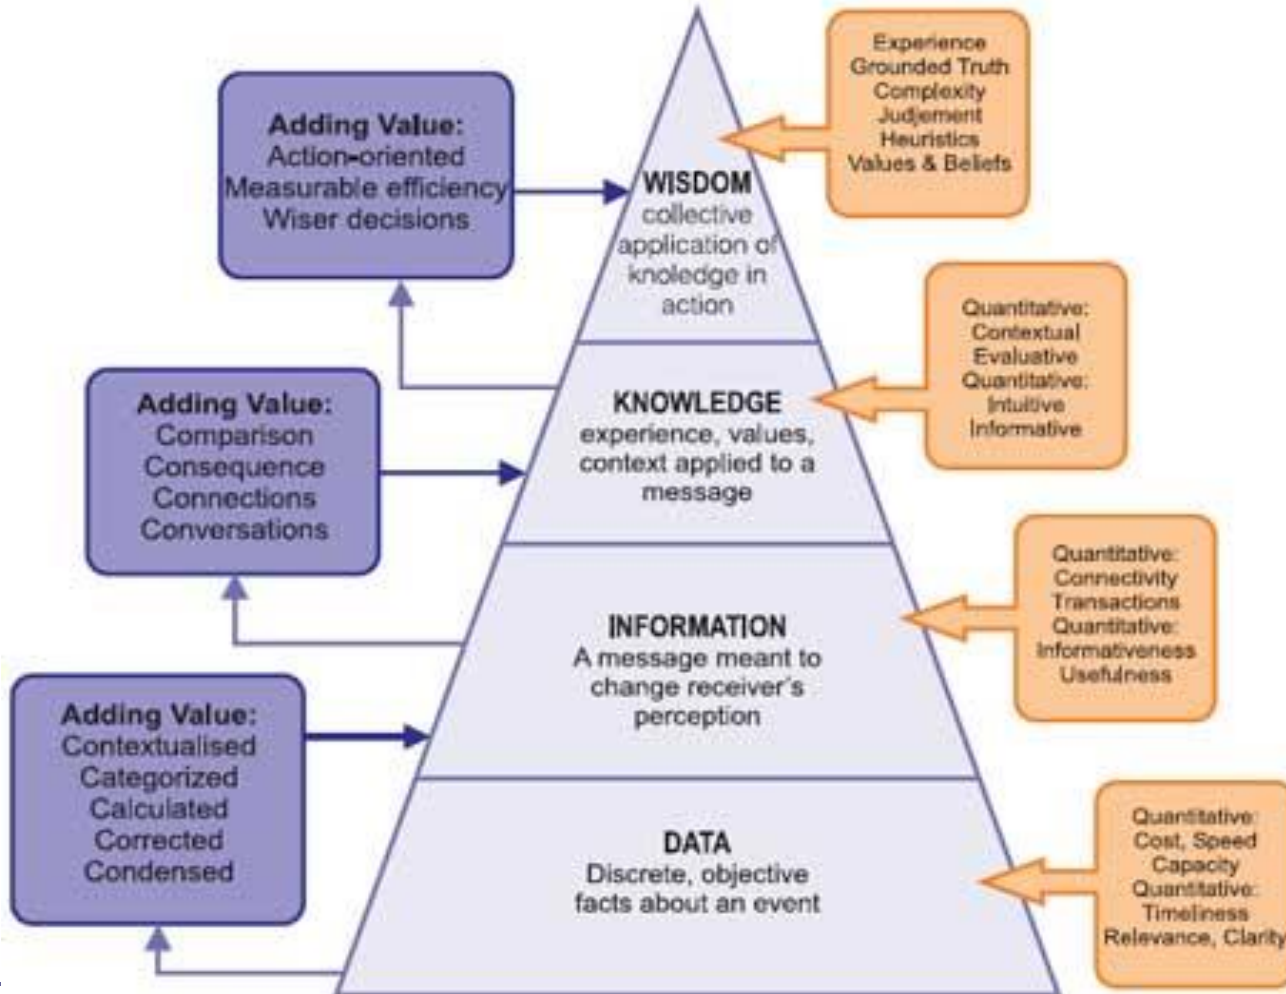 Experience
Grounded Truth
Complexity
Judjement
Heuristics
Values & Beliefs
Adding Value:
Action-oriented
Measurable efficiency
Wiser decisions
WISDOM
collective
application of
knoledge in
action
Quantitative:
Contextual
Evaluative
Quantitative:
Intuitive
Informative
Adding Value:
Comparison
Consequence
Connections
Conversations
KNOWLEDGE
experience, values,
context applied to a
message
Quantitative:
Connectivity
Transactions
Quantitative:
Informativeness
Usefulness
INFORMATION
A message meant to
change receiver´s
perception
Adding Value:
Contextualised
Categorized
Calculated
Corrected
Condensed
DATA
Discrete, objective
facts about an event
Quantitative:
Cost, Speed
Capacity
Quantitative:
Timeliness
Relevance, Clarity